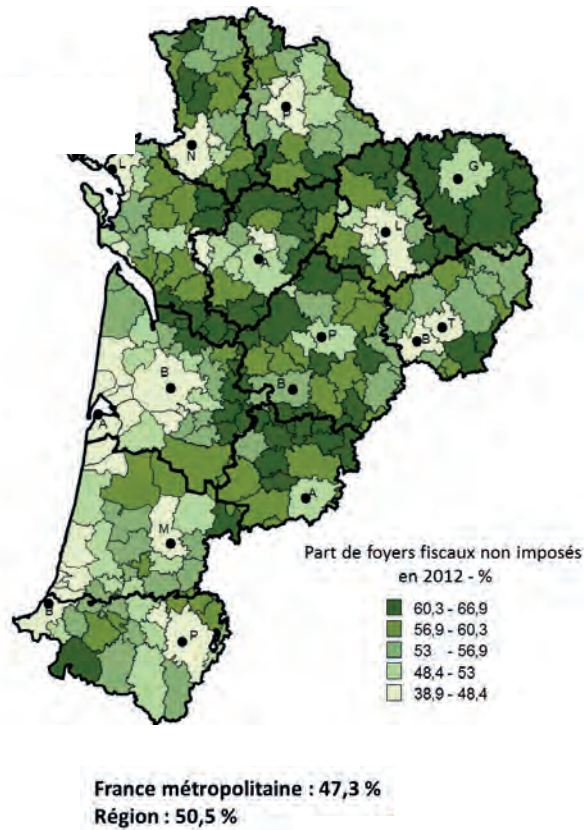 P
N
L
G
L
A
P
T
B
B
B
A
A
M
B
P
Part de foyers fiscaux non imposés
en 2012 - %
60,3 - 66,9
56,9 - 60,3
53 - 56,9
48,4 - 53
38,9 - 48,4
France métropolitaine : 47,3 %
Région : 50,5 %